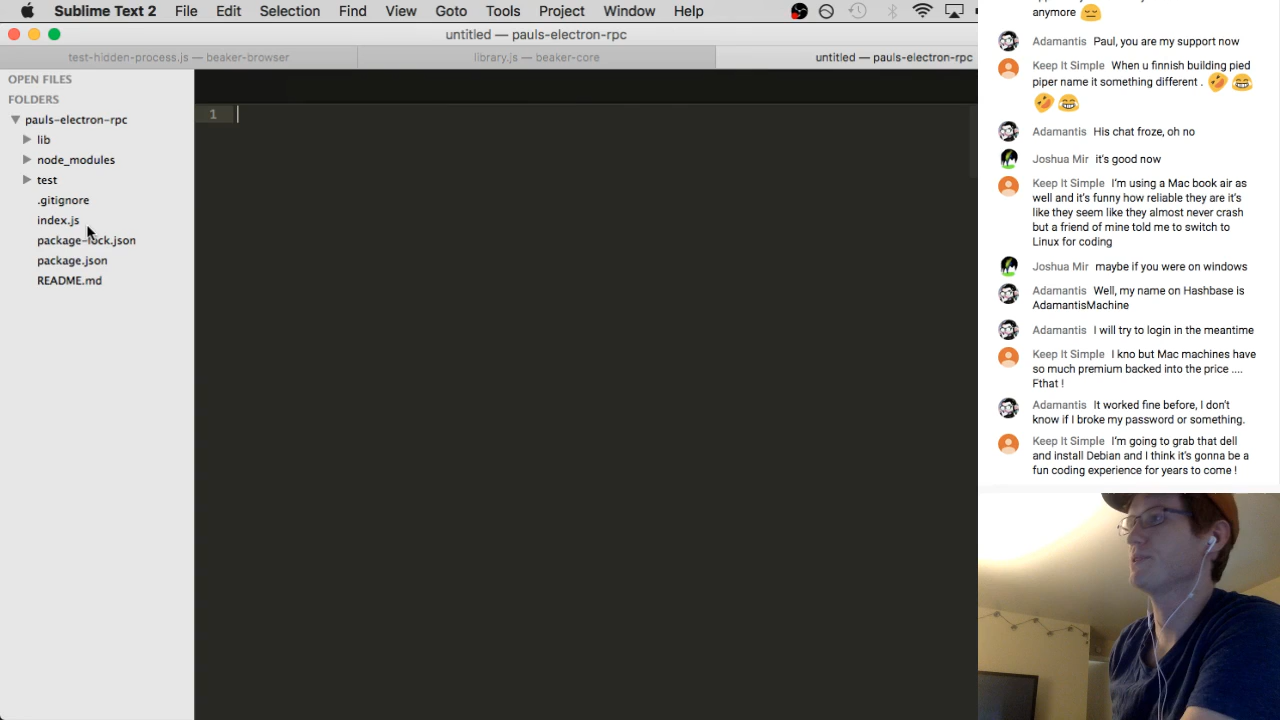 Sublime Text 2 File Edit Selection Find View Goto Tools Project Window Help
untitled — pauls-electron-rpc
test-hidden-process.js — beaker-browser
library.js — beaker-core
untitled — pauls-electron-rpc
OPEN FILES
FOLDERS
pauls-electron-rpc
lib
node_modules
test
.gitignore
index.js
package-lock.json
package.json
README.md
1
anymore
Adamantis Paul, you are my support now
Keep It Simple When u finnish building pied
piper name it something different .
Adamantis His chat froze, oh no
Joshua Mir it's good now
Keep It Simple I'm using a Mac book air as
well and it's funny how reliable they are it's
like they seem like they almost never crash
but a friend of mine told me to switch to
Linux for coding
Joshua Mir maybe if you were on windows
Adamantis Well, my name on Hashbase is
AdamantisMachine
Adamantis I will try to login in the meantime
Keep It Simple I kno but Mac machines have
so much premium backed into the price ....
Fthat !
Adamantis It worked fine before, I don't
know if I broke my password or something.
Keep It Simple I'm going to grab that dell
and install Debian and I think it's gonna be a
fun coding experience for years to come !